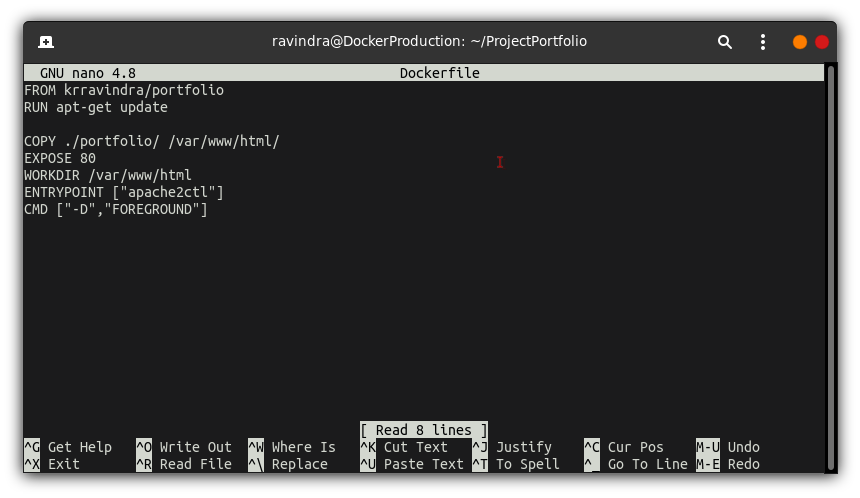 ravindra@DockerProduction: ~/ProjectPortfolio
GNU nano 4.8 Dockerfile
FROM krravindra/portfolio
RUN apt-get update
COPY ./portfolio/ /var/www/html/
EXPOSE 80
WORKDIR /var/www/html
ENTRYPOINT ["apache2ctl"]
CMD ["-D","FOREGROUND"]
[ Read 8 lines ]
^G Get Help ^O Write Out ^W Where Is ^K Cut Text ^J Justify ^C Cur Pos M-U Undo
^X Exit ^R Read File ^\ Replace ^U Paste Text ^T To Spell ^_ Go To Line M-E Redo